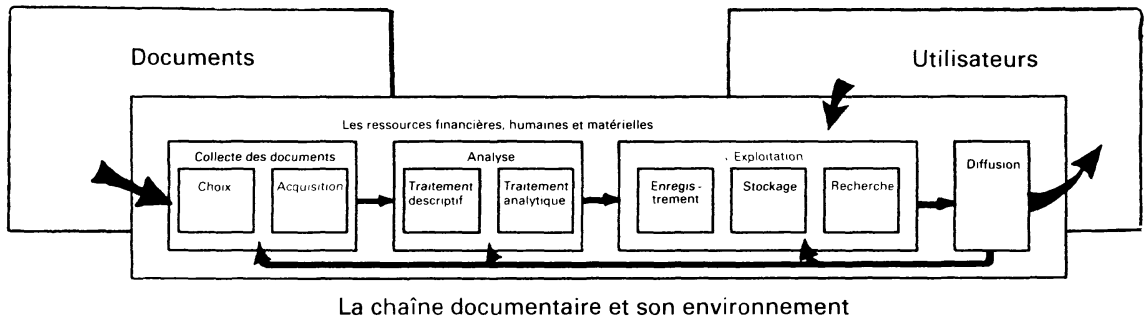 Documents
Utilisateurs
Les ressources financières, humaines et matérielles
Collecte des documents
Choix
Acquisition
Analyse
Traitement
descriptif
Traitement
analytique
Exploitation
Enregis -
trement
Stockage
Recherche
Diffusion
La chaîne documentaire et son environnement